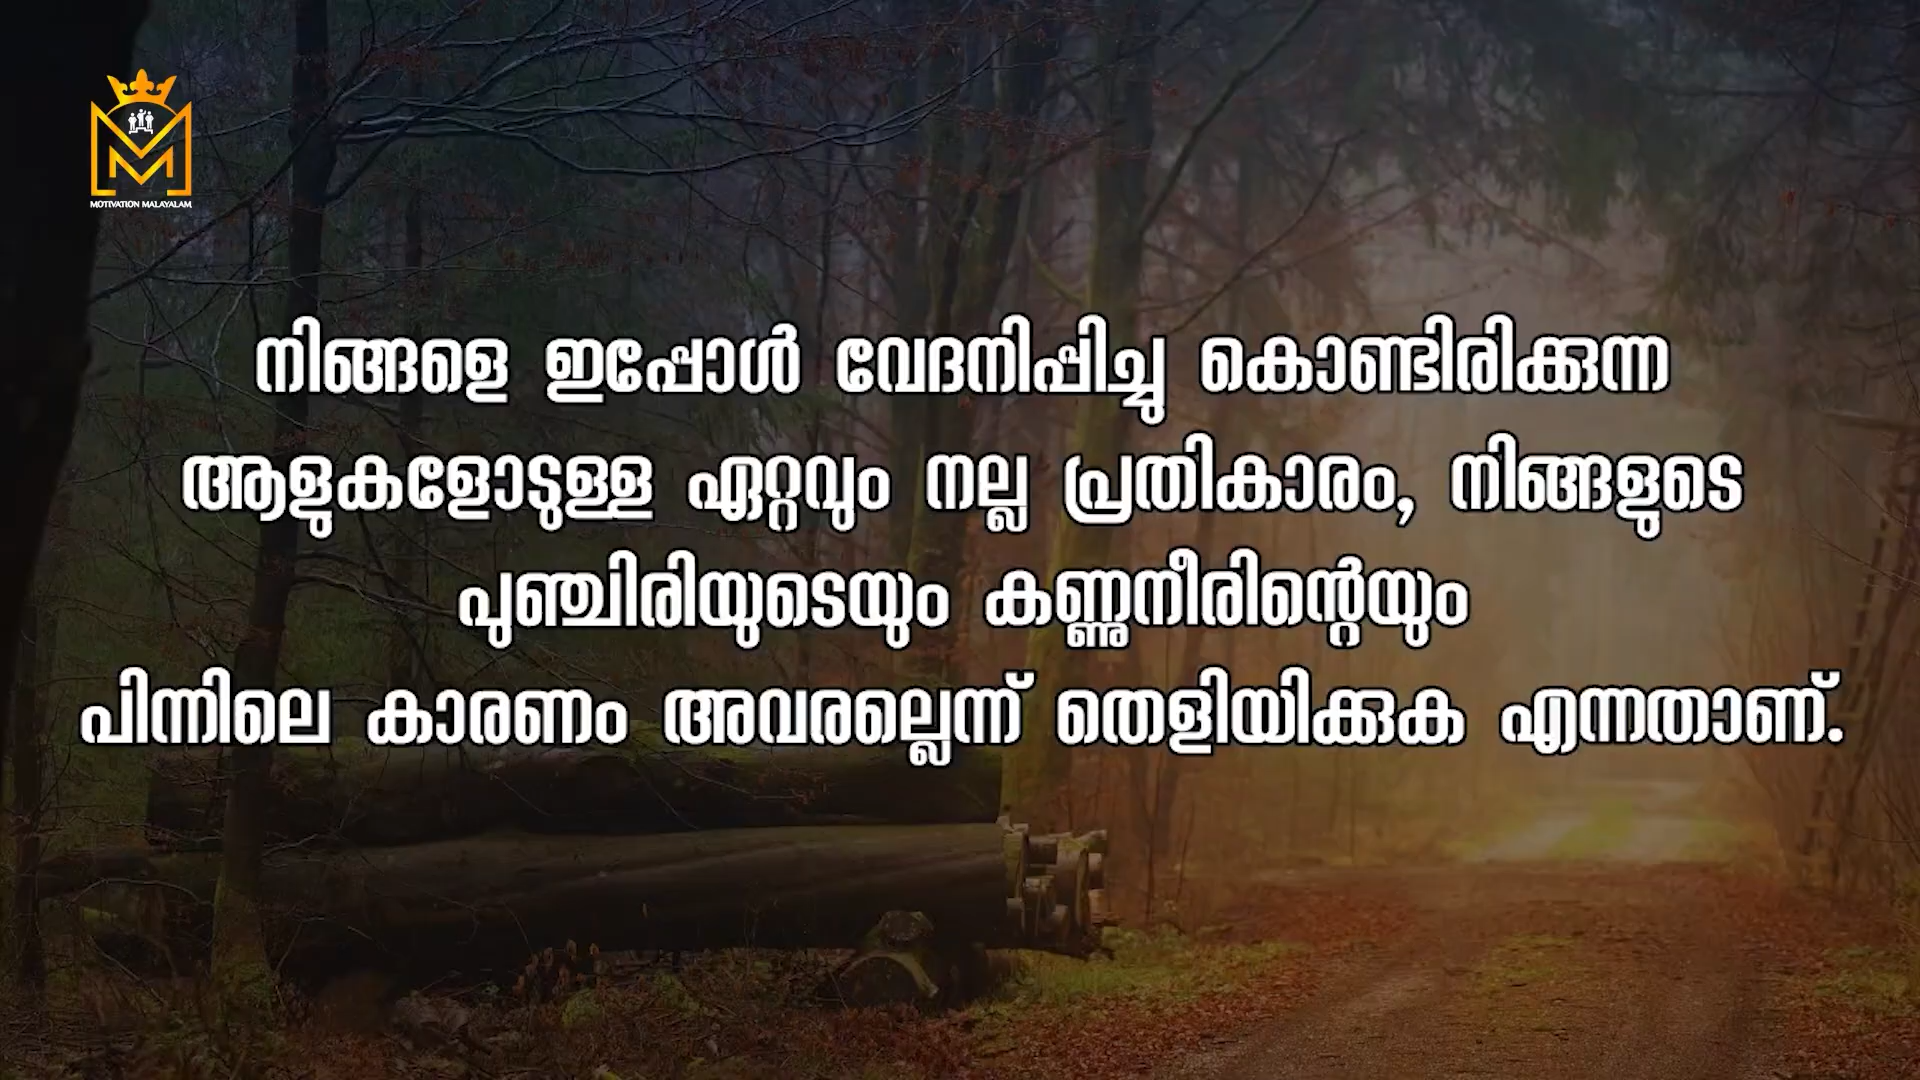 MOTIVATION MALAYALAM
നിങ്ങളെ ഇപ്പോൾ വേദനിപ്പിച്ചു കൊണ്ടിരിക്കുന്ന
ആളുകളോടുള്ള ഏറ്റവും നല്ല പ്രതികാരം, നിങ്ങളുടെ
പുഞ്ചിരിയുടെയും കണ്ണുനീരിന്റെയും
പിന്നിലെ കാരണം അവരല്ലെന്ന് തെളിയിക്കുക എന്നതാണ്.